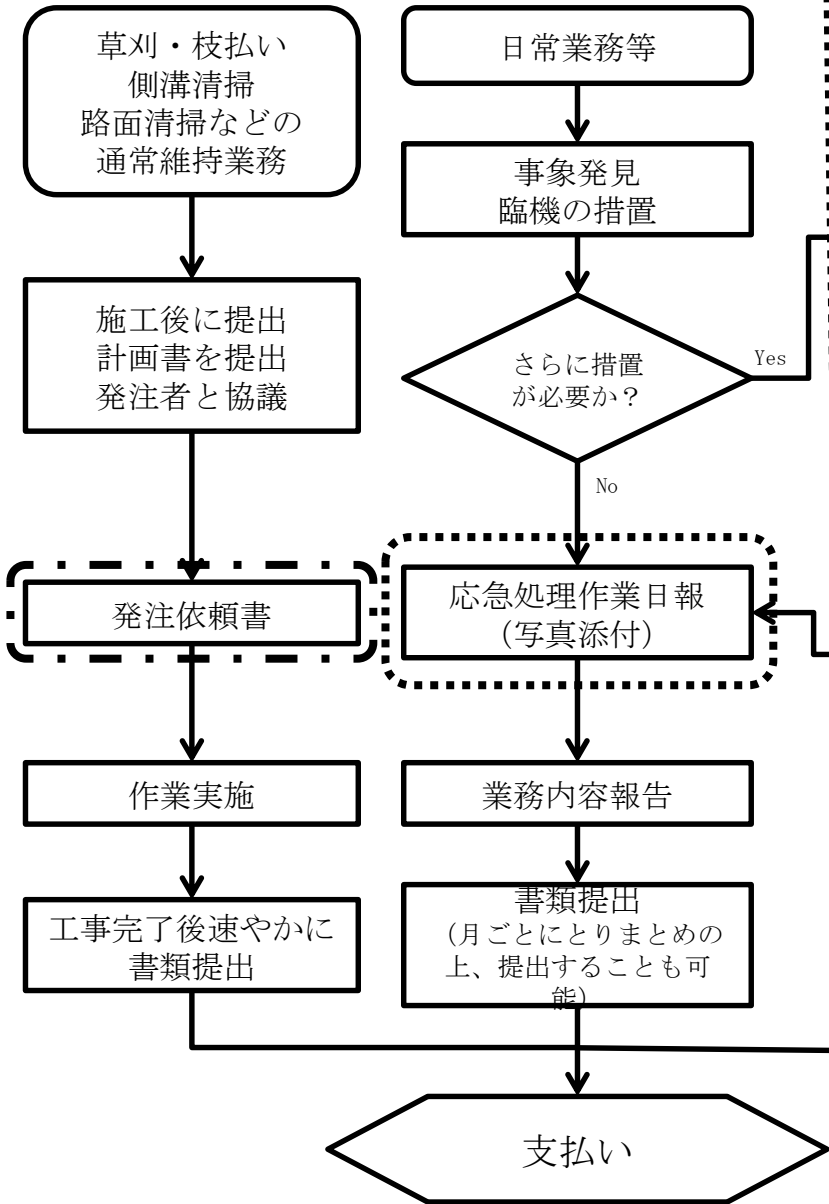 草刈・枝払い
側溝清掃
路面清掃などの
通常維持業務
施工後に提出
計画書を提出
発注者と協議
発注依頼書
作業実施
工事完了後速やかに
書類提出
日常業務等
事象発見
臨機の措置
さらに措置
が必要か？
Yes
No
応急処理作業日報
（写真添付）
業務内容報告
書類提出
（月ごとにとりまとめの
上、提出することも可
能）
支払い